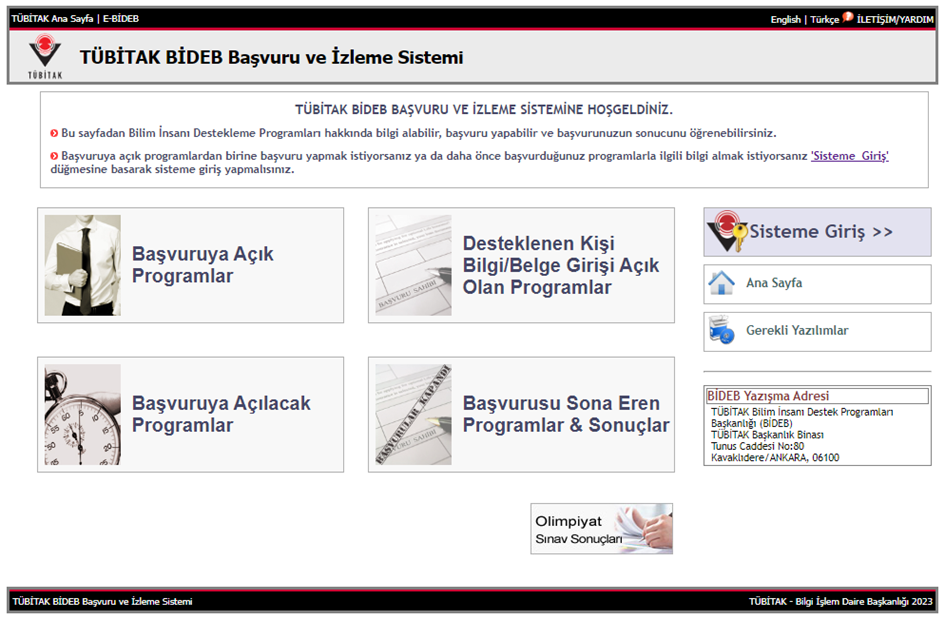 TÜBİTAK Ana Sayfa | E-BİDEB
English | Türkçe İLETİŞİM/YARDIM
TÜBİTAK
TÜBİTAK BİDEB Başvuru ve İzleme Sistemi
TÜBİTAK BİDEB BAŞVURU VE İZLEME SİSTEMİNE HOŞGELDİNİZ.
Bu sayfadan Bilim İnsanı Destekleme Programları hakkında bilgi alabilir, başvuru yapabilir ve başvurunuzun sonucunu öğrenebilirsiniz.
Başvuruya açık programlardan birine başvuru yapmak istiyorsanız ya da daha önce başvurduğunuz programlarla ilgili bilgi almak istiyorsanız 'Sisteme Giriş'
düğmesine basarak sisteme giriş yapmalısınız.
Başvuruya Açık
Programlar
BAŞVURU SAHİBİ
Desteklenen Kişi
Bilgi/Belge Girişi Açık
Olan Programlar
Sisteme Giriş >>
Ana Sayfa
Gerekli Yazılımlar
Başvuruya Açılacak
Programlar
BAŞVURULAR KAPANDI
Başvurusu Sona Eren
Programlar & Sonuçlar
BİDEB Yazışma Adresi
TÜBİTAK Bilim İnsanı Destek Programları
Başkanlığı (BİDEB)
TÜBİTAK Başkanlık Binası
Tunus Caddesi No:80
Kavaklıdere/ANKARA, 06100
Olimpiyat
Sınav Sonuçları
TÜBİTAK BİDEB Başvuru ve İzleme Sistemi
TÜBİTAK - Bilgi İşlem Daire Başkanlığı 2023